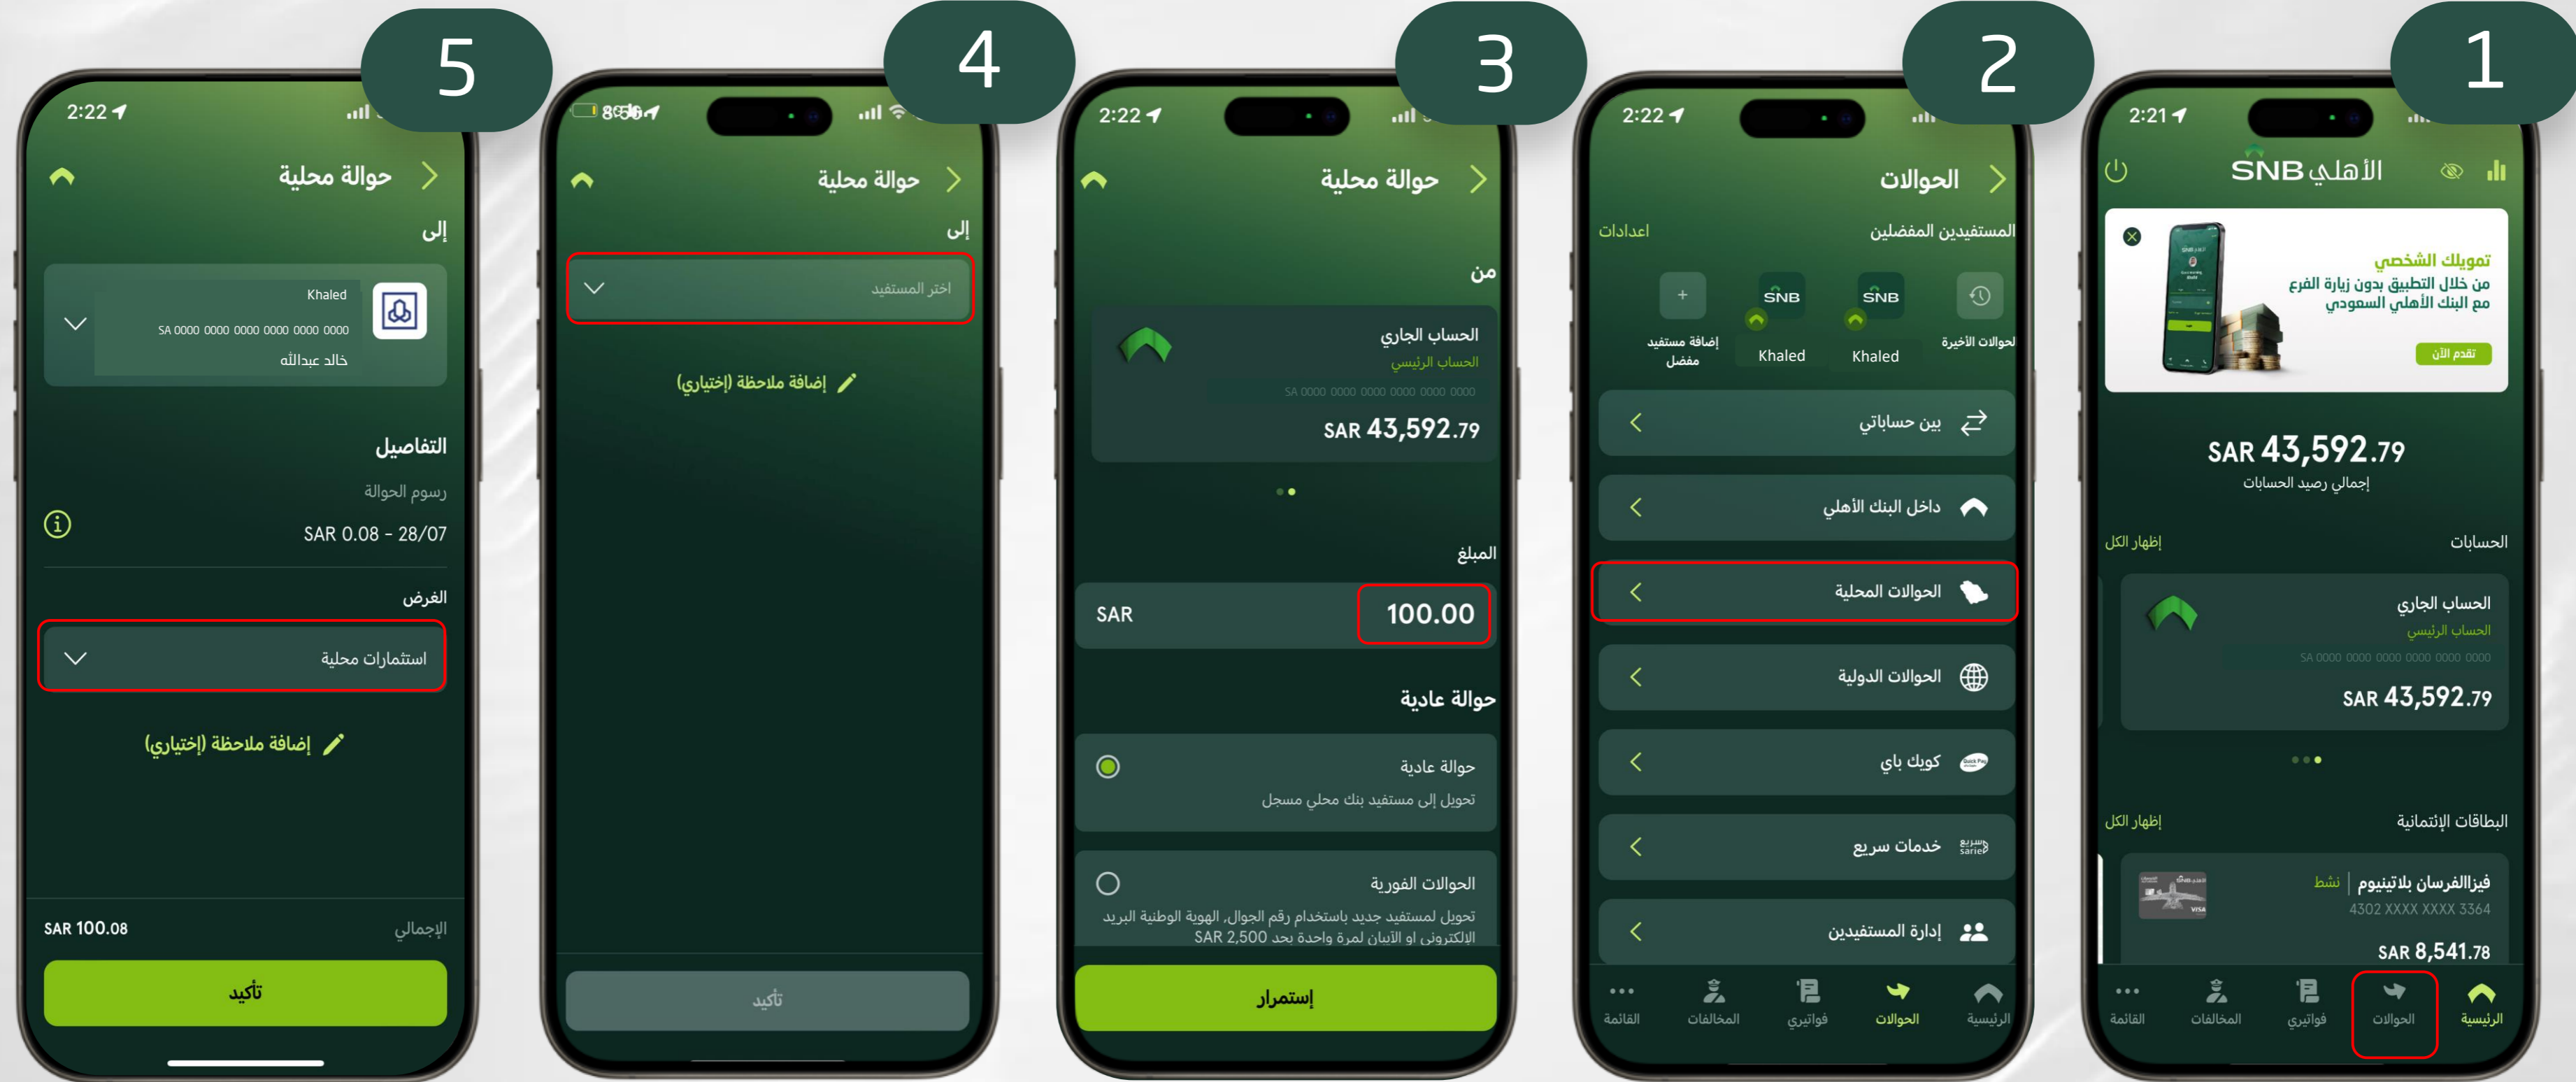 1
2:21
الأهلي SNB
تمويلك الشخصي
من خلال التطبيق بدون زيارة الفرع
مع البنك الأهلي السعودي
تقدم الآن
SAR 43,592.79
إجمالي رصيد الحسابات
الحسابات
إظهار الكل
الحساب الجاري
الحساب الرئيسي
SA 0000 0000 0000 0000 0000 0000
SAR 43,592.79
البطاقات الإئتمانية
إظهار الكل
فيزاالفرسان بلاتينيوم | نشط
4302 XXXX XXXX 3364
SAR 8,541.78
VISA
الرئيسية
الحوالات
فواتيري
المخالفات
القائمة
2
2:22
الحوالات
المستفيدين المفضلين
اعدادات
لحوالات الأخيرة
SNB
Khaled
SNB
Khaled
إضافة مستفيد
مفضل
بين حساباتي
داخل البنك الأهلي
الحوالات المحلية
الحوالات الدولية
Quick Pay
كويك باي
سريع
sarie
خدمات سريع
إدارة المستفيدين
الرئيسية
الحوالات
فواتيري
المخالفات
القائمة
3
2:22
حوالة محلية
من
الحساب الجاري
الحساب الرئيسي
SA 0000 0000 0000 0000 0000 0000
SAR 43,592.79
المبلغ
100.00
SAR
حوالة عادية
حوالة عادية
تحويل إلى مستفيد بنك محلي مسجل
الحوالات الفورية
تحويل لمستفيد جديد باستخدام رقم الجوال, الهوية الوطنية البريد
الإلكتروني او الآيبان لمرة واحدة بحد SAR 2,500
إستمرار
4
حوالة محلية
إلى
اختر المستفيد
إضافة ملاحظة (إختياري)
تأكيد
5
2:22
حوالة محلية
إلى
Khaled
SA 0000 0000 0000 0000 0000 0000
خالد عبدالله
التفاصيل
رسوم الحوالة
SAR 0.08 - 28/07
الغرض
استثمارات محلية
إضافة ملاحظة (إختياري)
الإجمالي
SAR 100.08
تأكيد